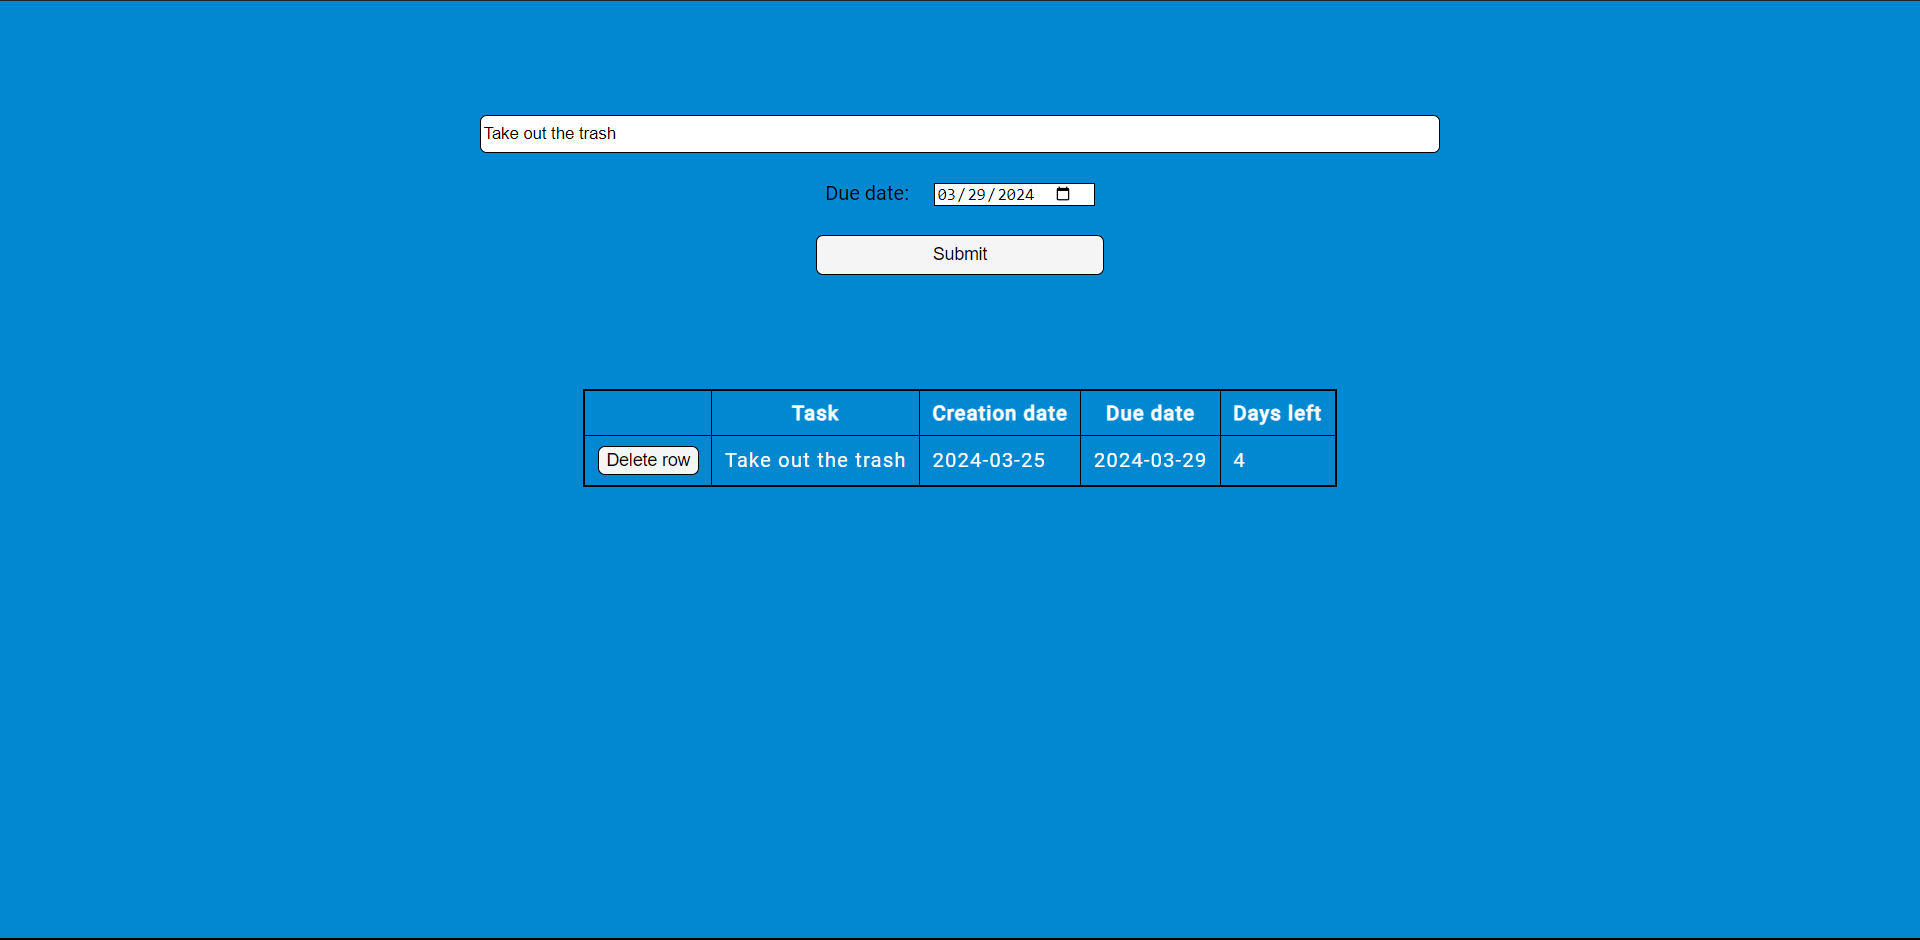 Take out the trash
Due date: 03/29/2024
Submit
Task Creation date Due date Days left
Delete row Take out the trash 2024-03-25 2024-03-29 4